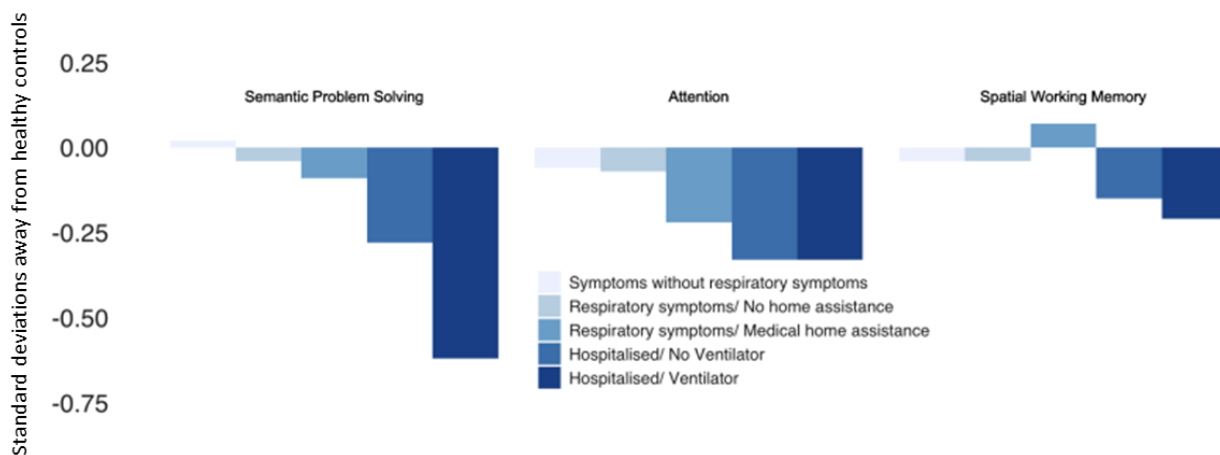 Standard deviations away from healthy controls
0.25
0.00
-0.25
-0.50
-0.75
Semantic Problem Solving
Attention
Spatial Working Memory
Symptoms without respiratory symptoms
Respiratory symptoms/ No home assistance
Respiratory symptoms/ Medical home assistance
Hospitalised/ No Ventilator
Hospitalised/ Ventilator